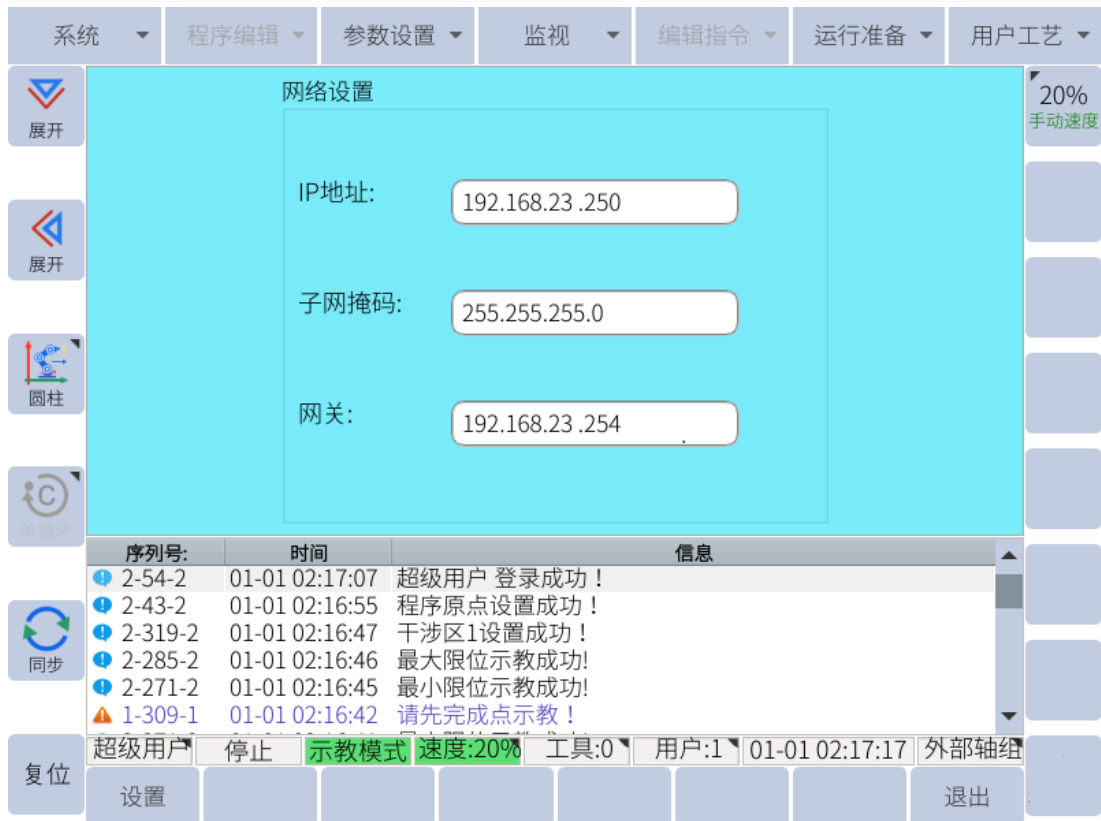 系统 程序编辑 参数设置 监视 编辑指令 运行准备 用户工艺
展开
展开
圆柱
单循环
同步
复位
网络设置
IP地址: 192.168.23 .250
子网掩码: 255.255.255.0
网关: 192.168.23 .254
20%
手动速度
序列号: 时间 信息
2-54-2 01-01 02:17:07 超级用户 登录成功！
2-43-2 01-01 02:16:55 程序原点设置成功！
2-319-2 01-01 02:16:47 干涉区1设置成功！
2-285-2 01-01 02:16:46 最大限位示教成功!
2-271-2 01-01 02:16:45 最小限位示教成功!
1-309-1 01-01 02:16:42 请先完成点示教！
超级用户 停止 示教模式 速度:20% 工具:0 用户:1 01-01 02:17:17 外部轴组
设置 退出